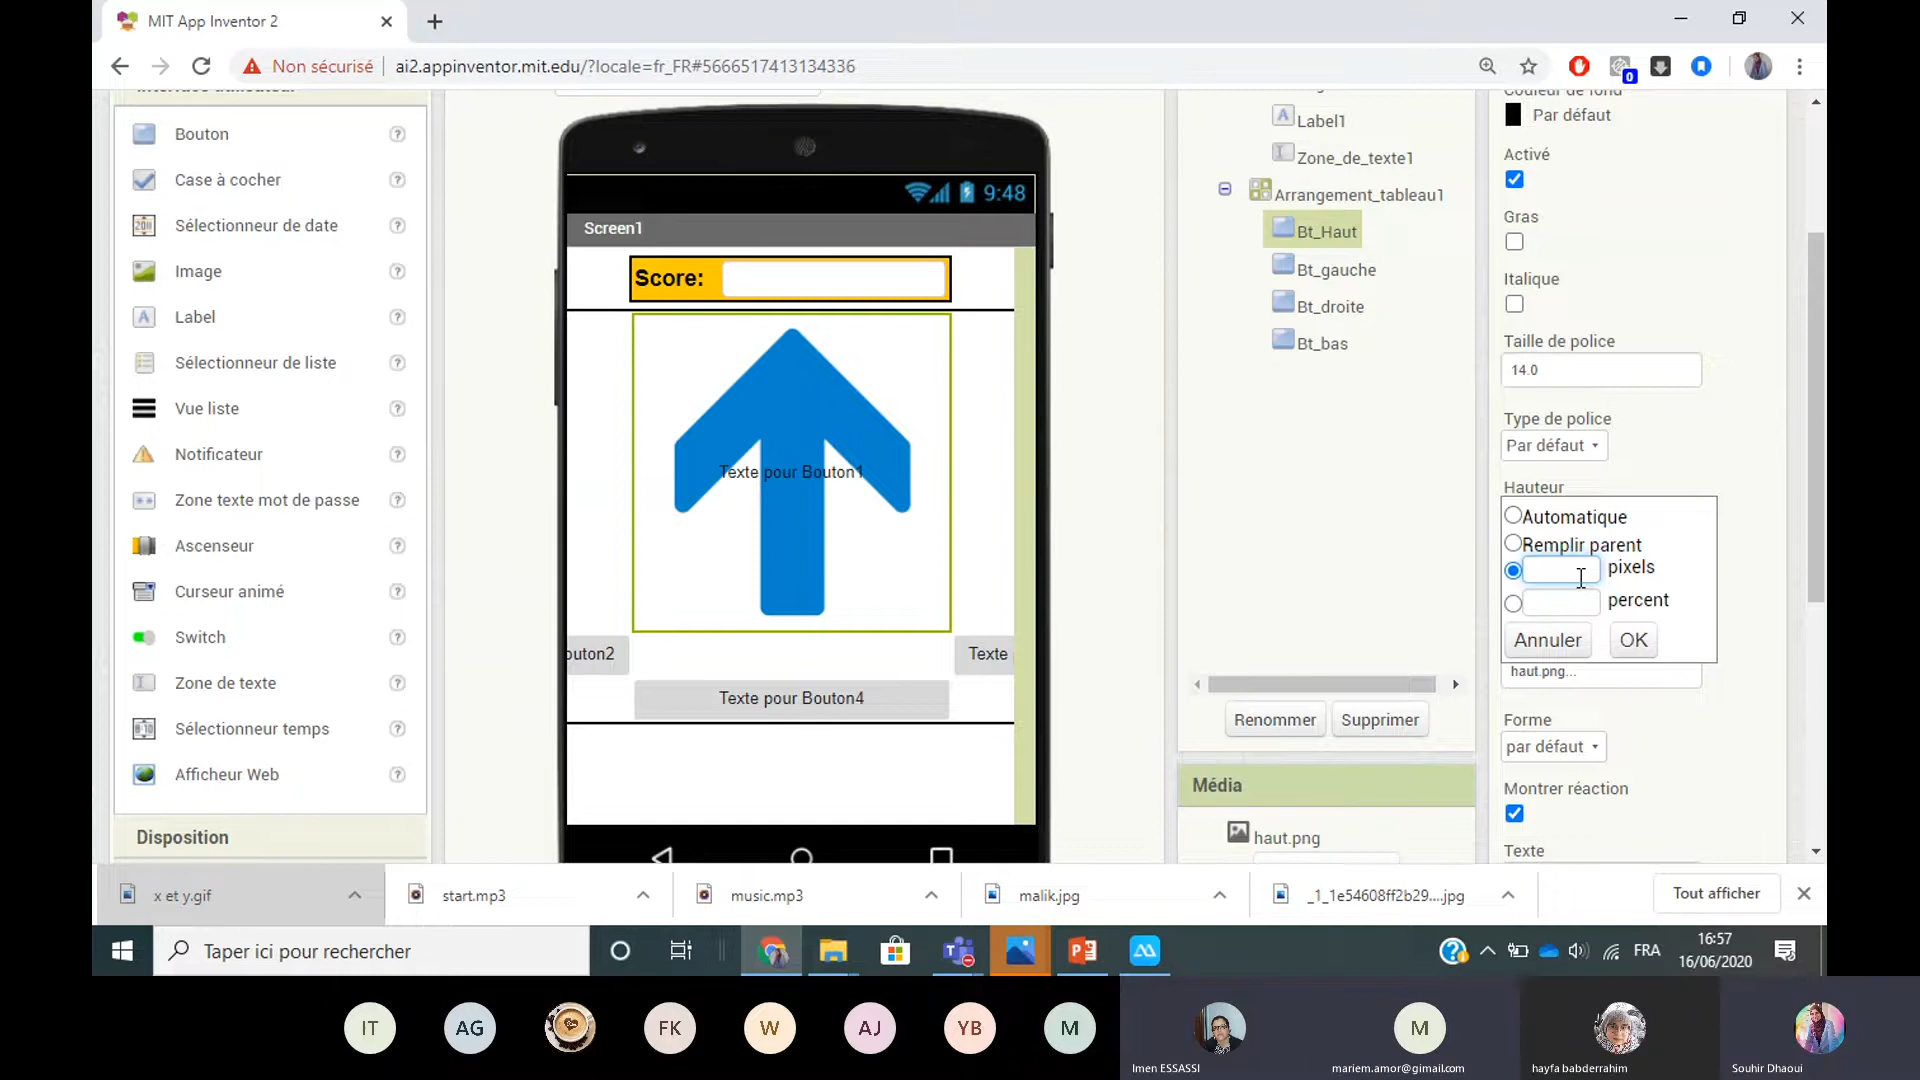 MIT App Inventor 2
Non sécurisé
ai2.appinventor.mit.edu/?locale=fr_FR#5666517413134336
0
Bouton
Case à cocher
Sélectionneur de date
Image
Label
Sélectionneur de liste
Vue liste
Notificateur
Zone texte mot de passe
Ascenseur
Curseur animé
Switch
Zone de texte
Sélectionneur temps
Afficheur Web
Disposition
9:48
Screen1
Score:
Texte pour Bouton1
outon2
Texte
Texte pour Bouton4
Label1
Zone_de_texte1
Arrangement_tableau1
Bt_Haut
Bt_gauche
Bt_droite
Bt_bas
Renommer
Supprimer
Média
haut.png
Couleur de fond
Par défaut
Activé
Gras
Italique
Taille de police
14.0
Type de police
Par défaut
Hauteur
Automatique
Remplir parent
pixels
percent
Annuler
OK
haut.png...
Forme
par défaut
Montrer réaction
Texte
x et y.gif
start.mp3
music.mp3
malik.jpg
_1_1e54608ff2b29....jpg
Tout afficher
Taper ici pour rechercher
FRA
16:57
16/06/2020
IT
AG
FK
W
AJ
YB
M
M
Imen ESSASSI
mariem.amor@gimail.com
hayfa babderrahim
Souhir Dhaoui